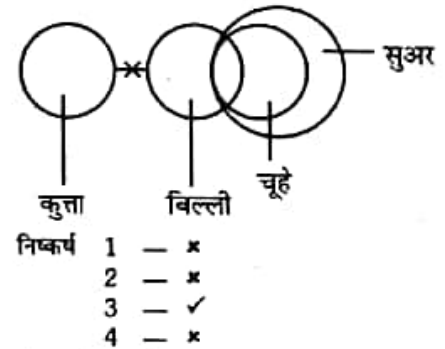 सुअर
चूहे
कुत्ता बिल्ली
निष्कर्ष 1 — ×
2 — ×
3 — ✓
4 — ×